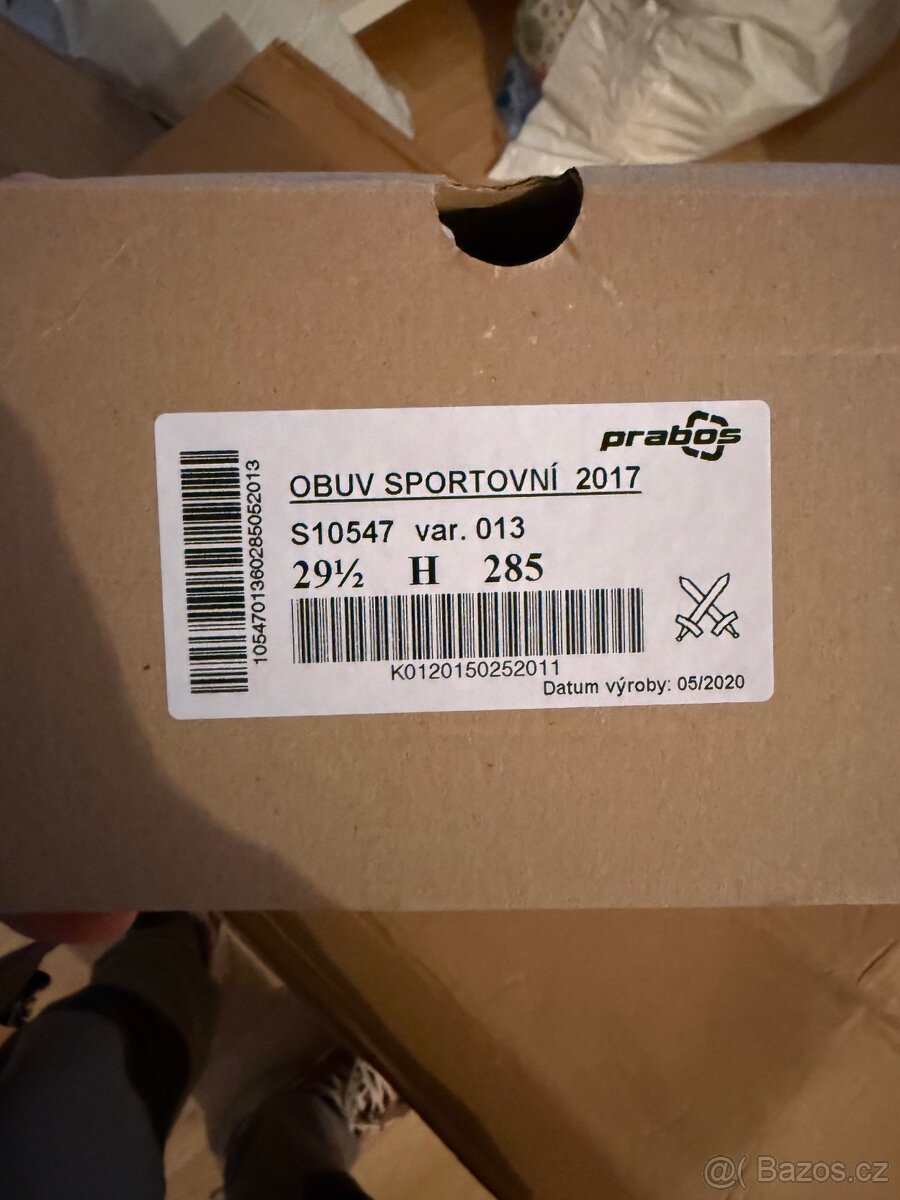 prabos
OBUV SPORTOVNÍ 2017
S10547 var. 013
29½ H 285
K0120150252011
Datum výroby: 05/2020
1054701360285052013
@( Bazos.cz